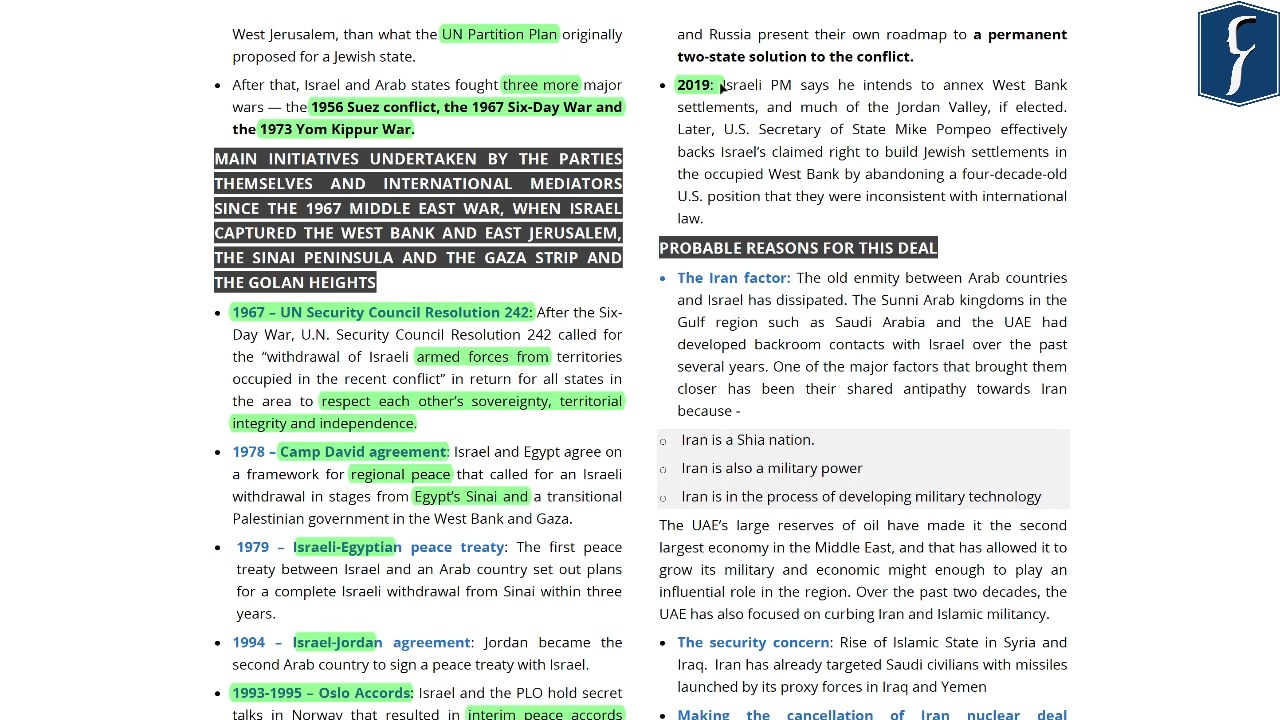 West Jerusalem, than what the UN Partition Plan originally
proposed for a Jewish state.
• After that, Israel and Arab states fought three more major
wars — the 1956 Suez conflict, the 1967 Six-Day War and
the 1973 Yom Kippur War.
MAIN INITIATIVES UNDERTAKEN BY THE PARTIES
THEMSELVES AND INTERNATIONAL MEDIATORS
SINCE THE 1967 MIDDLE EAST WAR, WHEN ISRAEL
CAPTURED THE WEST BANK AND EAST JERUSALEM,
THE SINAI PENINSULA AND THE GAZA STRIP AND
THE GOLAN HEIGHTS
• 1967 – UN Security Council Resolution 242: After the Six-
Day War, U.N. Security Council Resolution 242 called for
the “withdrawal of Israeli armed forces from territories
occupied in the recent conflict” in return for all states in
the area to respect each other’s sovereignty, territorial
integrity and independence.
• 1978 – Camp David agreement: Israel and Egypt agree on
a framework for regional peace that called for an Israeli
withdrawal in stages from Egypt’s Sinai and a transitional
Palestinian government in the West Bank and Gaza.
• 1979 – Israeli-Egyptian peace treaty: The first peace
treaty between Israel and an Arab country set out plans
for a complete Israeli withdrawal from Sinai within three
years.
• 1994 – Israel-Jordan agreement: Jordan became the
second Arab country to sign a peace treaty with Israel.
• 1993-1995 – Oslo Accords: Israel and the PLO hold secret
talks in Norway that resulted in interim peace accords
and Russia present their own roadmap to a permanent
two-state solution to the conflict.
• 2019: Israeli PM says he intends to annex West Bank
settlements, and much of the Jordan Valley, if elected.
Later, U.S. Secretary of State Mike Pompeo effectively
backs Israel’s claimed right to build Jewish settlements in
the occupied West Bank by abandoning a four-decade-old
U.S. position that they were inconsistent with international
law.
PROBABLE REASONS FOR THIS DEAL
• The Iran factor: The old enmity between Arab countries
and Israel has dissipated. The Sunni Arab kingdoms in the
Gulf region such as Saudi Arabia and the UAE had
developed backroom contacts with Israel over the past
several years. One of the major factors that brought them
closer has been their shared antipathy towards Iran
because -
○ Iran is a Shia nation.
○ Iran is also a military power
○ Iran is in the process of developing military technology
The UAE’s large reserves of oil have made it the second
largest economy in the Middle East, and that has allowed it to
grow its military and economic might enough to play an
influential role in the region. Over the past two decades, the
UAE has also focused on curbing Iran and Islamic militancy.
• The security concern: Rise of Islamic State in Syria and
Iraq. Iran has already targeted Saudi civilians with missiles
launched by its proxy forces in Iraq and Yemen
• Making the cancellation of Iran nuclear deal